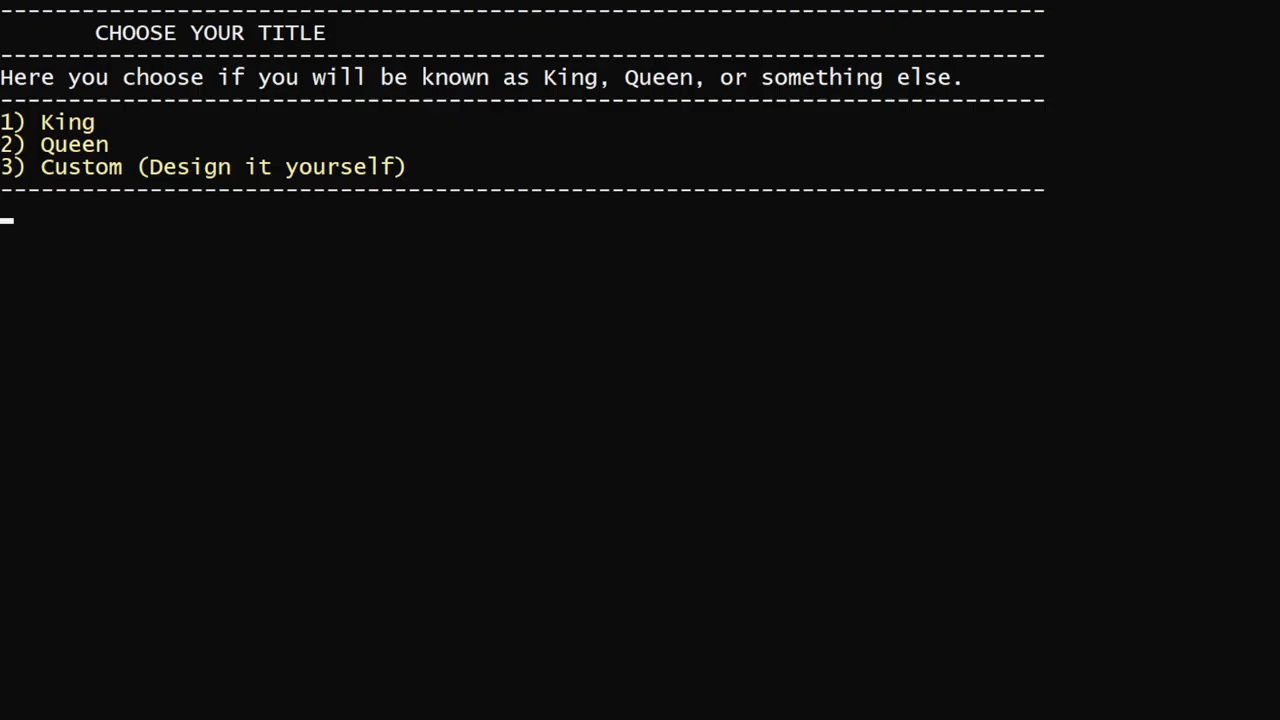 -----------------------------------------------------------------------------
CHOOSE YOUR TITLE
-----------------------------------------------------------------------------
Here you choose if you will be known as King, Queen, or something else.
-----------------------------------------------------------------------------
1) King
2) Queen
3) Custom (Design it yourself)
-----------------------------------------------------------------------------